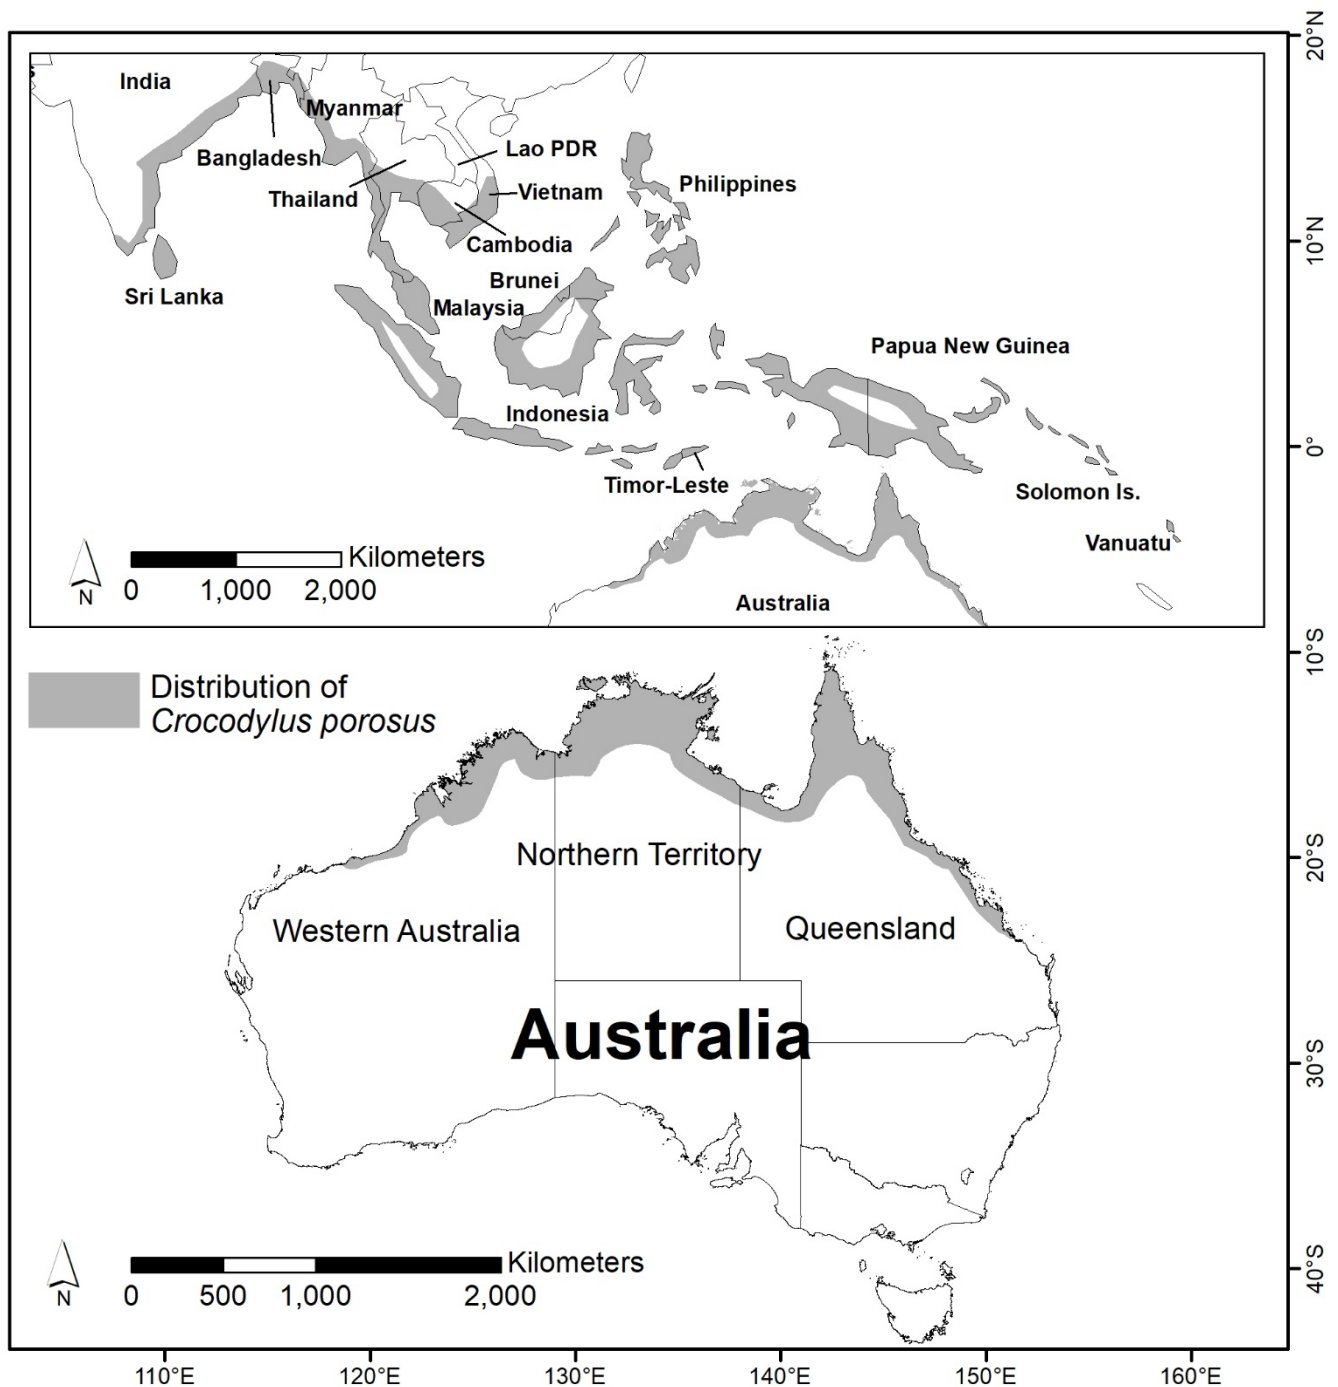 India
Myanmar
Bangladesh
Lao PDR
Thailand
Vietnam
Philippines
Cambodia
Sri Lanka
Brunei
Malaysia
Papua New Guinea
Indonesia
Timor-Leste
Solomon Is.
Vanuatu
Australia
N
Kilometers
0 1,000 2,000
Distribution of
Crocodylus porosus
Northern Territory
Western Australia
Queensland
Australia
N
Kilometers
0 500 1,000 2,000
20°N
10°N
0°
10°S
20°S
30°S
40°S
110°E 120°E 130°E 140°E 150°E 160°E